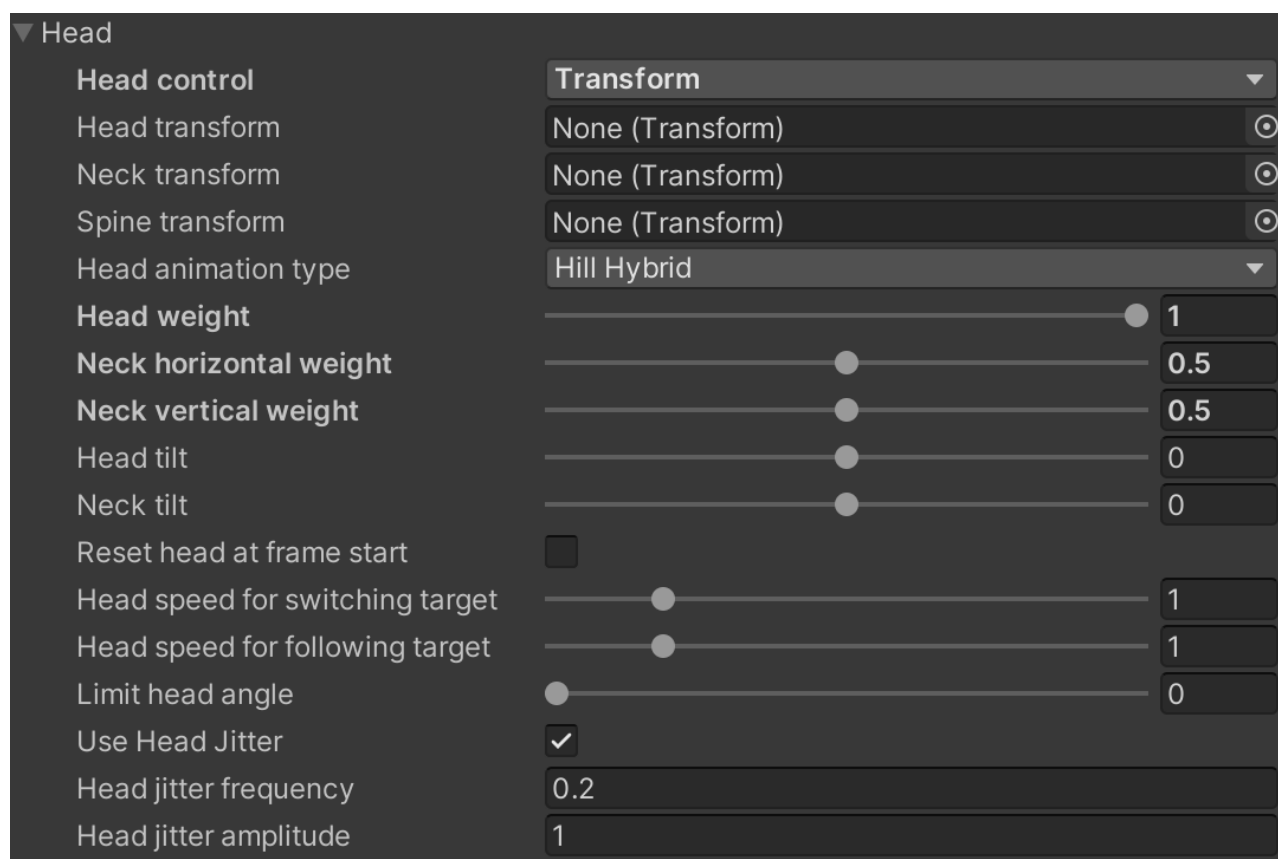 Head
Head control Transform
Head transform None (Transform)
Neck transform None (Transform)
Spine transform None (Transform)
Head animation type Hill Hybrid
Head weight 1
Neck horizontal weight 0.5
Neck vertical weight 0.5
Head tilt 0
Neck tilt 0
Reset head at frame start
Head speed for switching target 1
Head speed for following target 1
Limit head angle 0
Use Head Jitter
Head jitter frequency 0.2
Head jitter amplitude 1